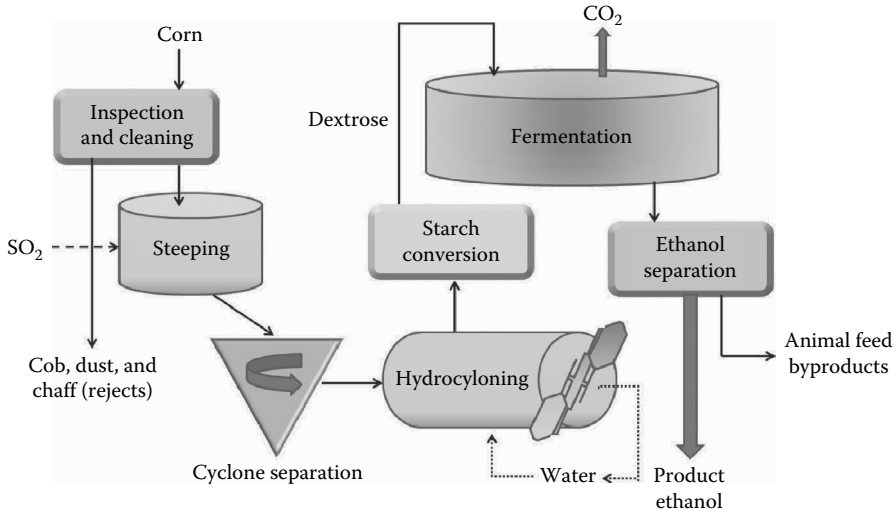 Corn
Inspection
and cleaning
SO₂
Steeping
Cob, dust, and
chaff (rejects)
Cyclone separation
Hydrocyloning
Water
Starch
conversion
Dextrose
CO₂
Fermentation
Ethanol
separation
Animal feed
byproducts
Product
ethanol